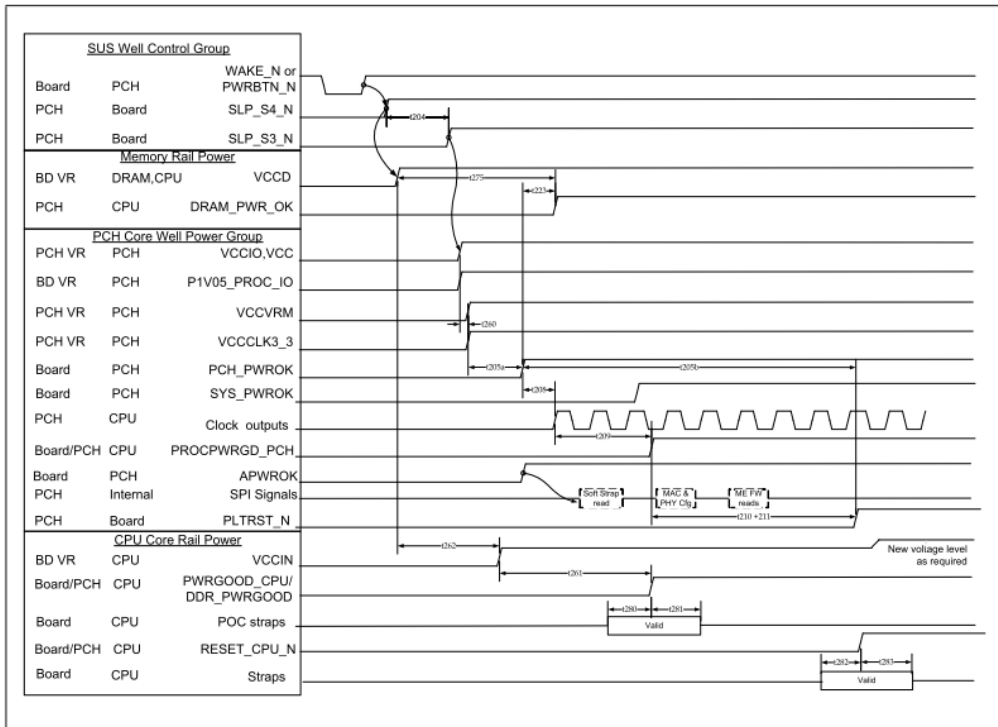 SUS Well Control Group
Board PCH WAKE_N or PWRBTN_N
PCH Board SLP_S4_N
t204
PCH Board SLP_S3_N
Memory Rail Power
BD VR DRAM,CPU VCCD
t275
t223
PCH CPU DRAM_PWR_OK
PCH Core Well Power Group
PCH VR PCH VCCIO,VCC
BD VR PCH P1V05_PROC_IO
PCH VR PCH VCCVRM
t260
PCH VR PCH VCCCLK3_3
Board PCH PCH_PWROK
t205a
t205b
Board PCH SYS_PWROK
t208
PCH CPU Clock outputs
t209
Board/PCH CPU PROCPWRGD_PCH
Board PCH APWROK
PCH Internal SPI Signals
Soft Strap read
MAC & PHY Cfg
ME FW reads
t210 +211
PCH Board PLTRST_N
CPU Core Rail Power
t262
BD VR CPU VCCIN
New voltage level as required
t261
Board/PCH CPU PWRGOOD_CPU/ DDR_PWRGOOD
t280
t281
Board CPU POC straps
Valid
Board/PCH CPU RESET_CPU_N
t282
t283
Board CPU Straps
Valid